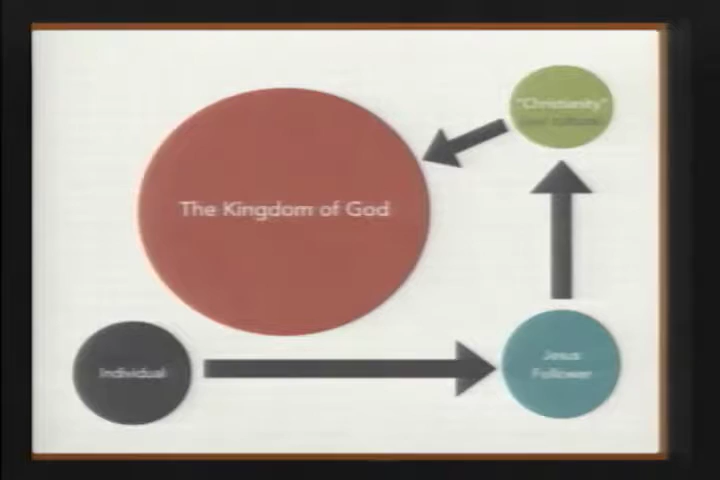 "Christianity"
The Kingdom of God
Jesus
Follower
Individual